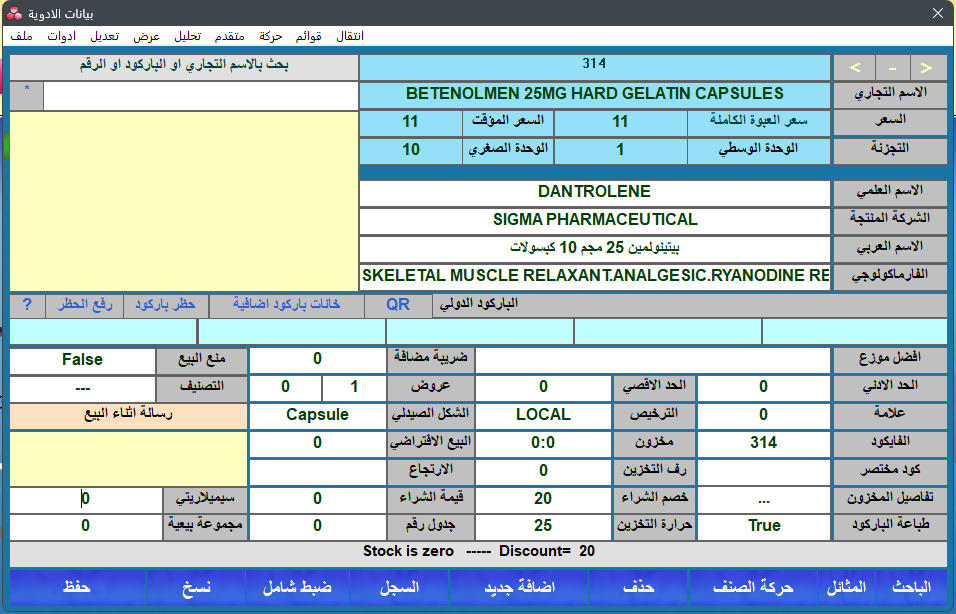 بيانات الادوية
ملف ادوات تعديل عرض تحليل متقدم حركة قوائم انتقال
بحث بالاسم التجاري او الباركود او الرقم
314
< - >
*
الاسم التجاري BETENOLMEN 25MG HARD GELATIN CAPSULES
السعر سعر العبوة الكاملة 11 السعر المؤقت 11
التجزئة الوحدة الوسطي 1 الوحدة الصغري 10
الاسم العلمي DANTROLENE
الشركة المنتجة SIGMA PHARMACEUTICAL
الاسم العربي بيتينولمين 25 مجم 10 كبسولات
الفارماكولوجي SKELETAL MUSCLE RELAXANT.ANALGESIC.RYANODINE RE
الباركود الدولي QR خانات باركود اضافية حظر باركود رفع الحظر ?
افضل موزع ضريبة مضافة 0 منع البيع False
الحد الادني 0 الحد الاقصي 0 عروض 1 0 التصنيف ---
علامة 0 الترخيص LOCAL الشكل الصيدلي Capsule رسالة اثناء البيع
الفايكود 314 مخزون 0:0 البيع الافتراضي 0
كود مختصر رف التخزين 0 الارتجاع
تفاصيل المخزون ... خصم الشراء 20 قيمة الشراء 0 سيميلاريتي 0
طباعة الباركود True حرارة التخزين 25 جدول رقم 0 مجموعة بيعية 0
Stock is zero ----- Discount= 20
الباحث المثائل حركة الصنف حذف اضافة جديد السجل ضبط شامل نسخ حفظ